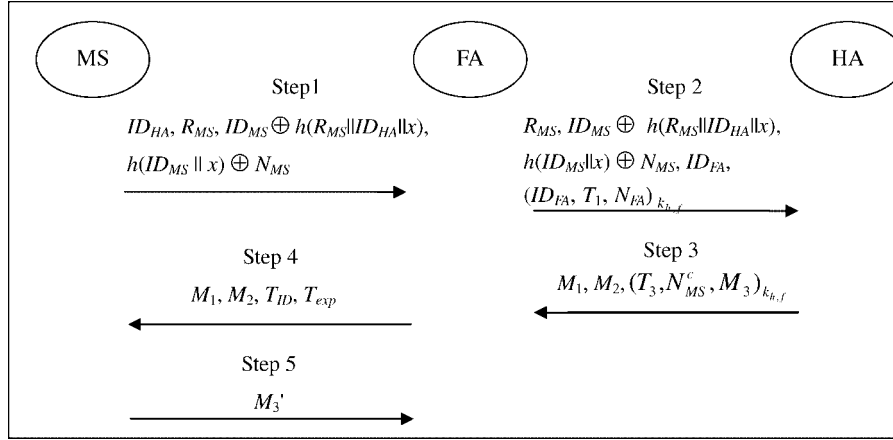 MS
FA
HA
Step1
ID_HA, R_MS, ID_MS ⊕ h(R_MS||ID_HA||x),
h(ID_MS || x) ⊕ N_MS
Step 2
R_MS, ID_MS ⊕ h(R_MS||ID_HA||x),
h(ID_MS||x) ⊕ N_MS, ID_FA,
(ID_FA, T_1, N_FA)_{k_{h,f}}
Step 3
M_1, M_2, (T_3, N_MS^c, M_3)_{k_{h,f}}
Step 4
M_1, M_2, T_ID, T_exp
Step 5
M_3'